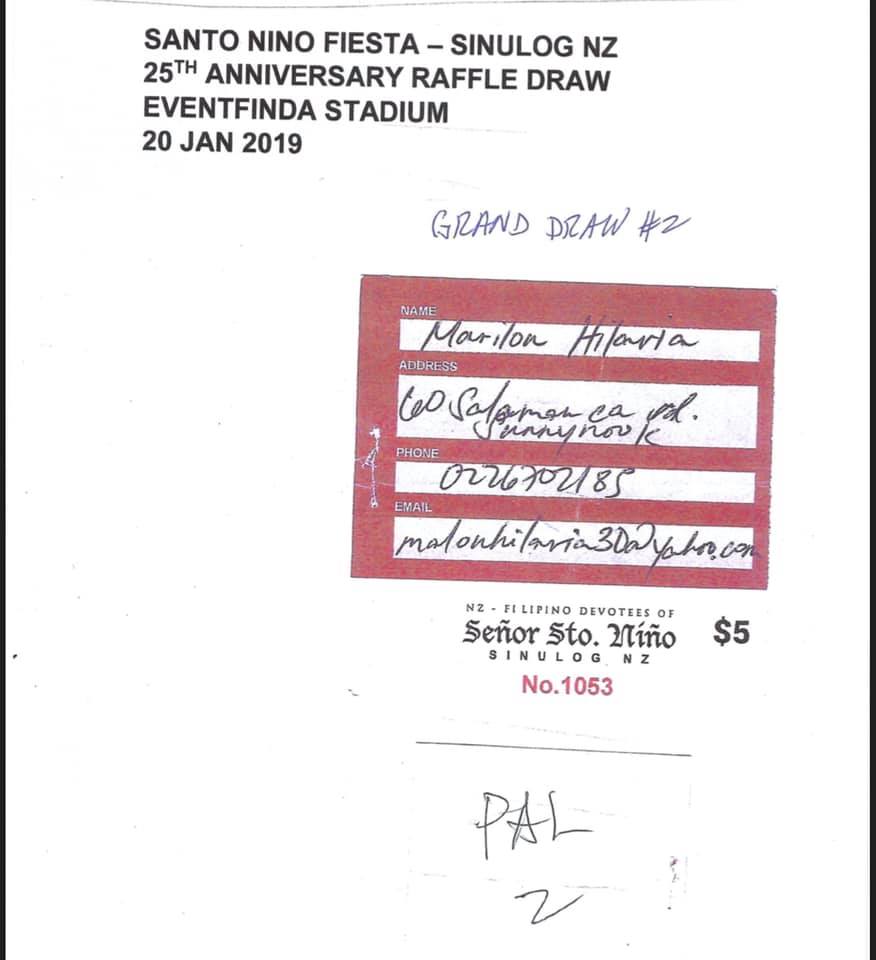 SANTO NINO FIESTA – SINULOG NZ
25TH ANNIVERSARY RAFFLE DRAW
EVENTFINDA STADIUM
20 JAN 2019
GRAND DRAW #2
NAME
Marilon Hilaria
ADDRESS
60 Salamanca rd.
Sunnynook
PHONE
0226702185
EMAIL
malonhilaria30@yahoo.com
NZ - FILIPINO DEVOTEES OF
Señor Sto. Niño $5
SINULOG NZ
No.1053
PAL
2